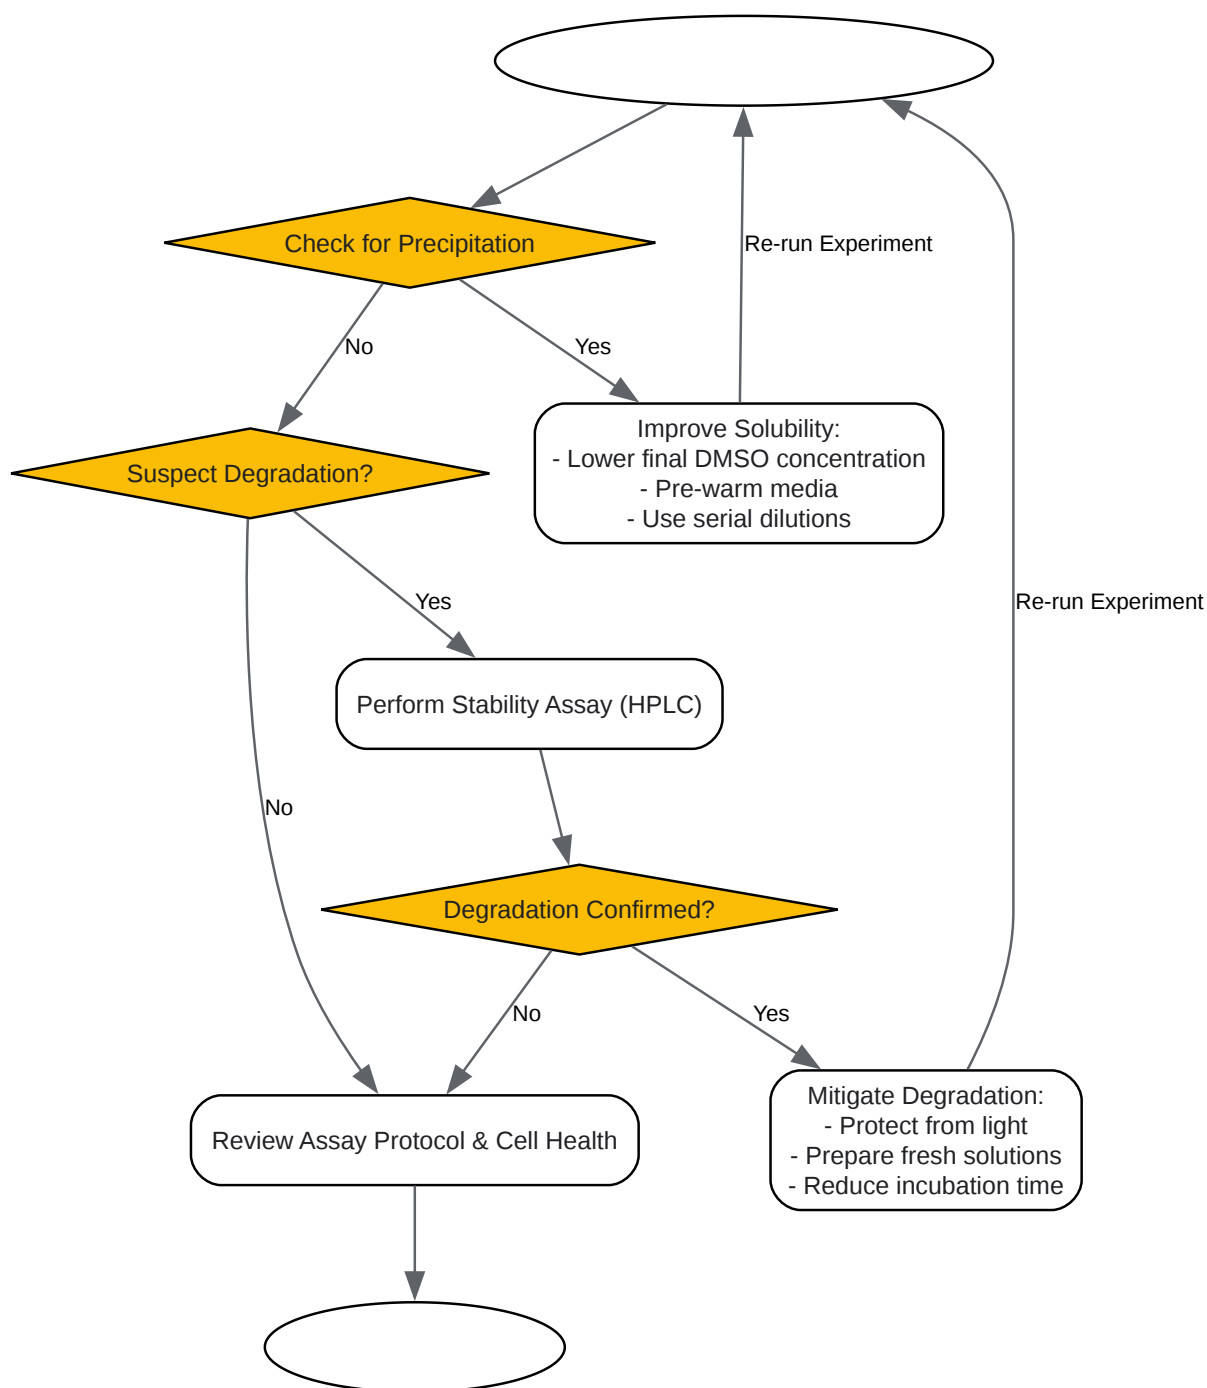 Check for Precipitation
Re-run Experiment
No
Yes
Improve Solubility:
- Lower final DMSO concentration
- Pre-warm media
- Use serial dilutions
Suspect Degradation?
Yes
Re-run Experiment
Perform Stability Assay (HPLC)
No
Degradation Confirmed?
No
Yes
Mitigate Degradation:
- Protect from light
- Prepare fresh solutions
- Reduce incubation time
Review Assay Protocol & Cell Health